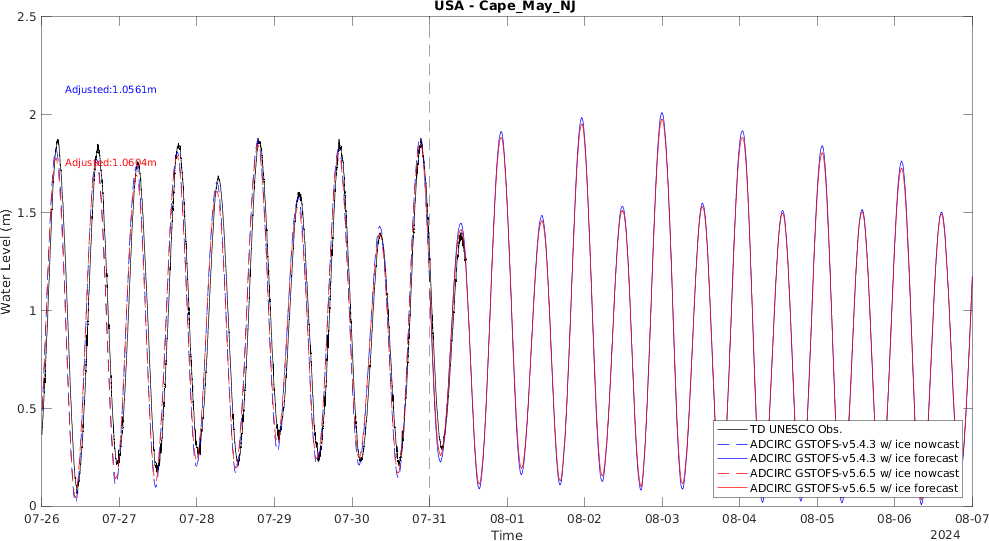 USA - Cape_May_NJ
2.5
2
1.5
1
0.5
0
Water Level (m)
Adjusted:1.0561m
Adjusted:1.0604m
TD UNESCO Obs.
ADCIRC GSTOFS-v5.4.3 w/ ice nowcast
ADCIRC GSTOFS-v5.4.3 w/ ice forecast
ADCIRC GSTOFS-v5.6.5 w/ ice nowcast
ADCIRC GSTOFS-v5.6.5 w/ ice forecast
07-26 07-27 07-28 07-29 07-30 07-31 08-01 08-02 08-03 08-04 08-05 08-06 08-07
Time
2024